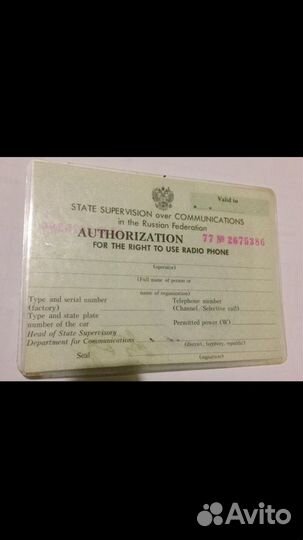 Valid to
STATE SUPERVISION over COMMUNICATIONS
in the Russian Federation
AUTHORIZATION 77 № 2675386
FOR THE RIGHT TO USE RADIO PHONE
(operator)
(Full name of person or
name of organization)
Type and serial number Telephone number
(factory) (Channel/Selective call)
Type and state plate
number of the car Permitted power (W)
Head of State Supervisory
Department for Communications
(district, territory, republic)
Seal (signature)
Avito